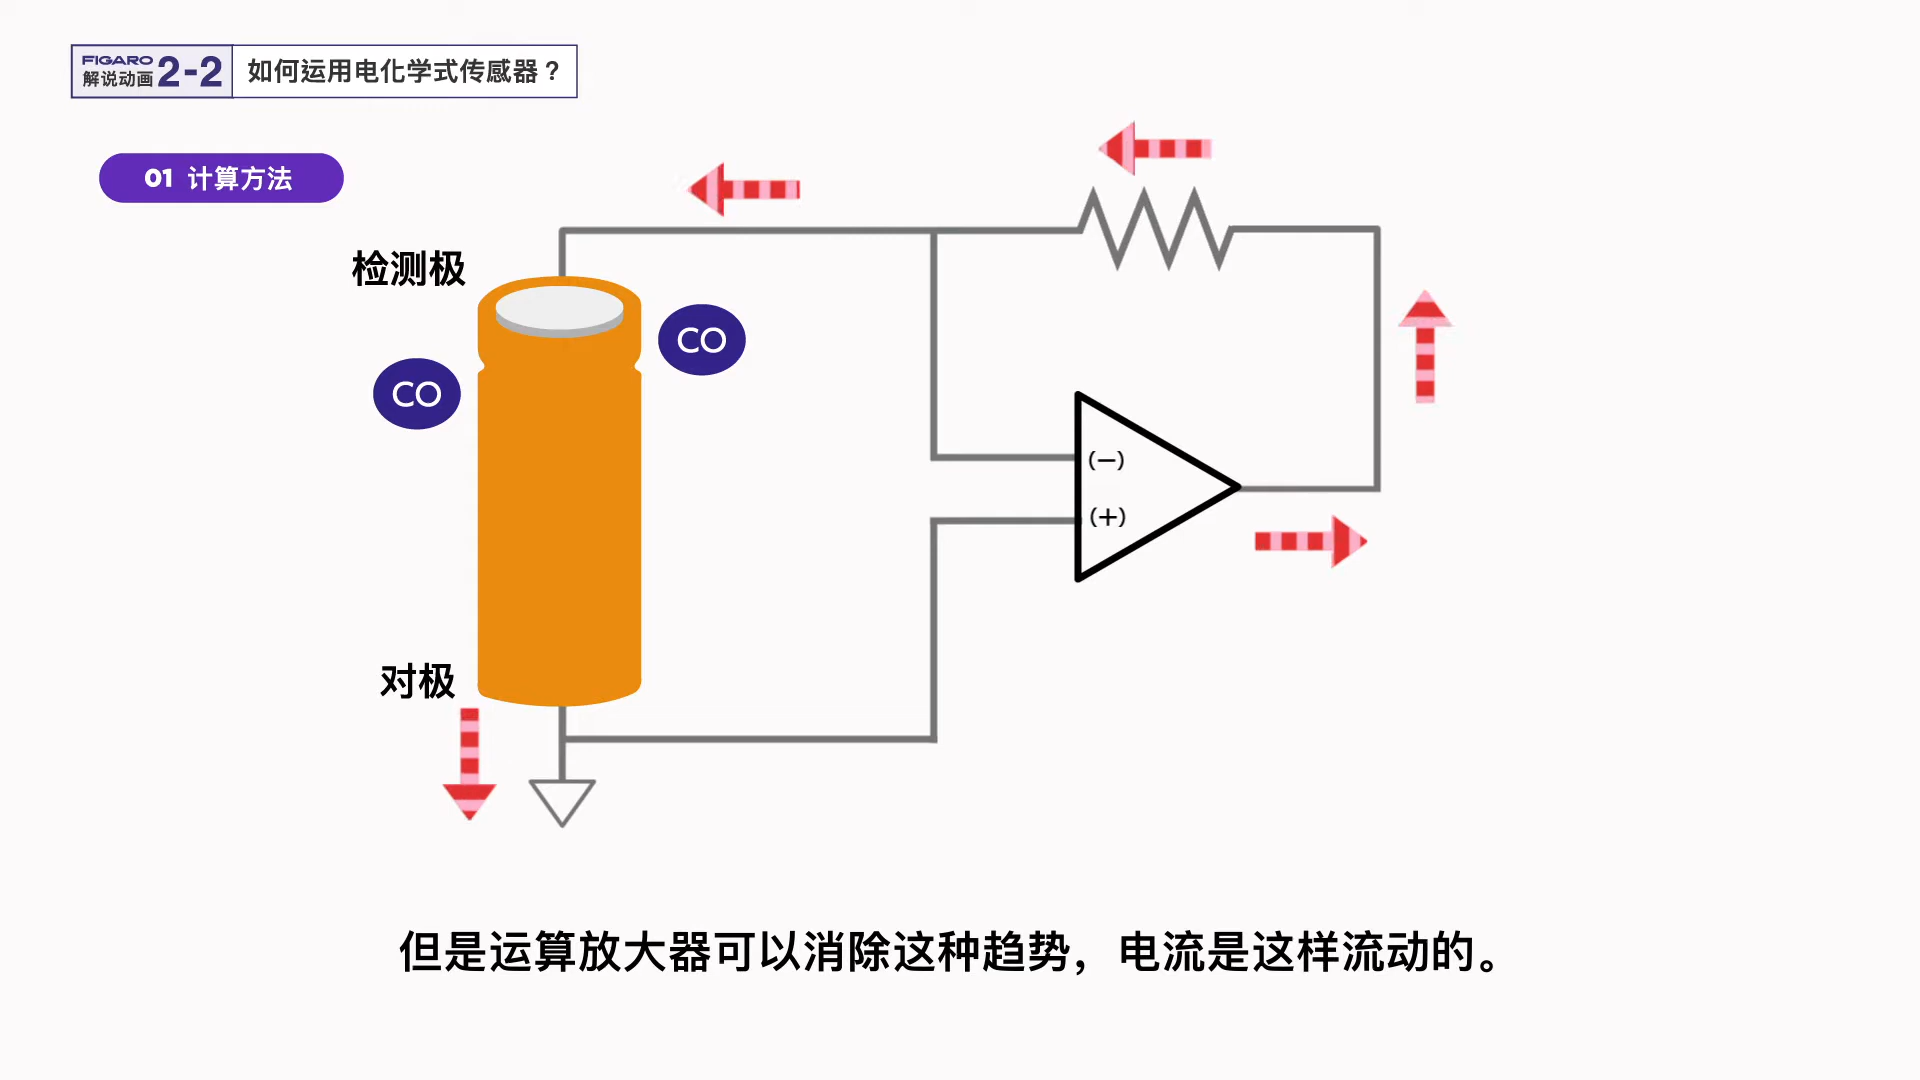 FIGARO
解说动画 2-2
如何运用电化学式传感器？
01 计算方法
检测极
CO
CO
(−)
(+)
对极
但是运算放大器可以消除这种趋势，电流是这样流动的。